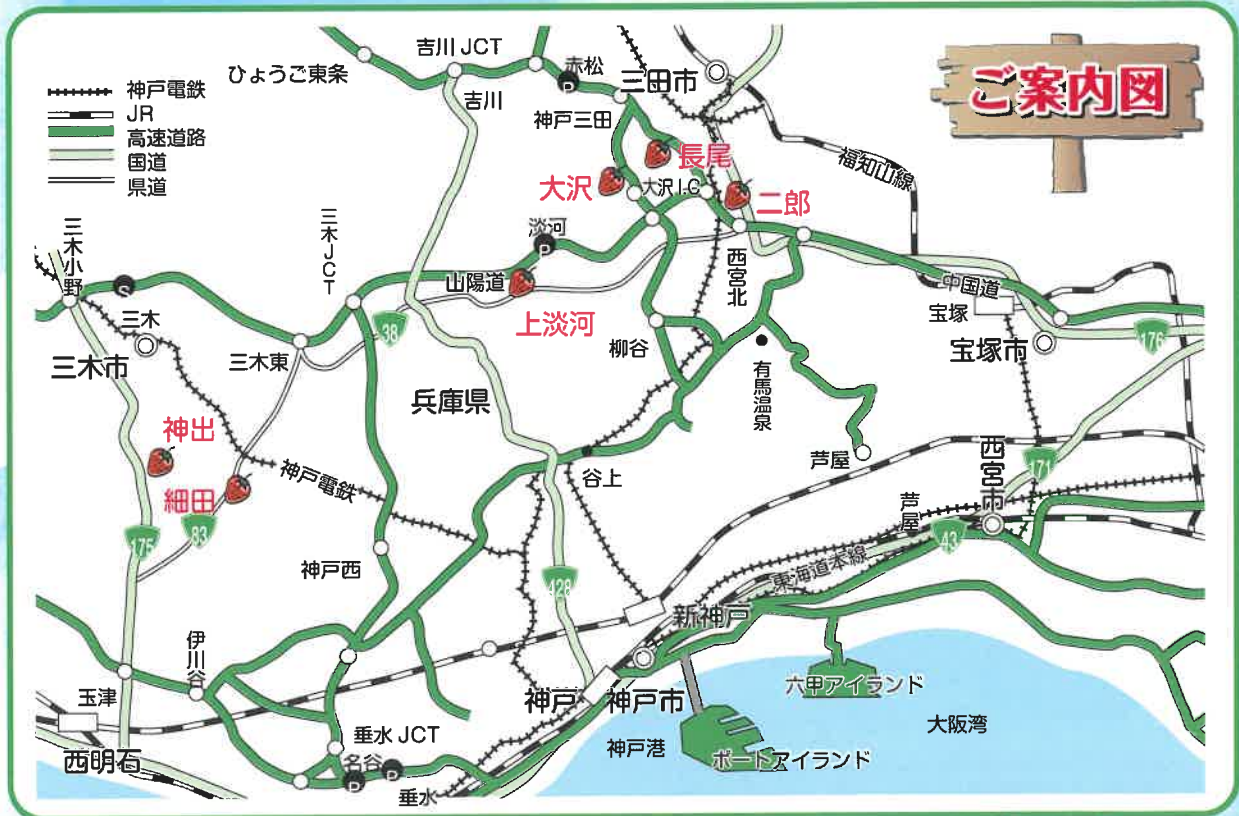 ご案内図
神戸電鉄
JR
高速道路
国道
県道
ひょうご東条
吉川JCT
吉川
赤松
P
三田市
神戸三田
長尾
大沢
大沢I.C
二郎
福知山線
淡河
P
山陽道
上淡河
西宮北
中国道
宝塚
宝塚市
176
三木小野
S
三木
三木市
三木JCT
三木東
38
柳谷
有馬温泉
兵庫県
神出
細田
神戸電鉄
谷上
芦屋
西宮市
171
芦屋
43
東海道本線
175
83
神戸西
428
新神戸
伊川谷
玉津
西明石
垂水JCT
名谷
P
P
垂水
神戸
神戸市
神戸港
六甲アイランド
ポートアイランド
大阪湾